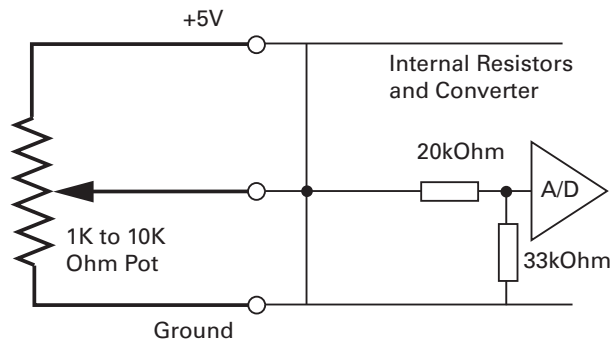 +5V
Internal Resistors
and Converter
20kOhm
A/D
1K to 10K
Ohm Pot
33kOhm
Ground